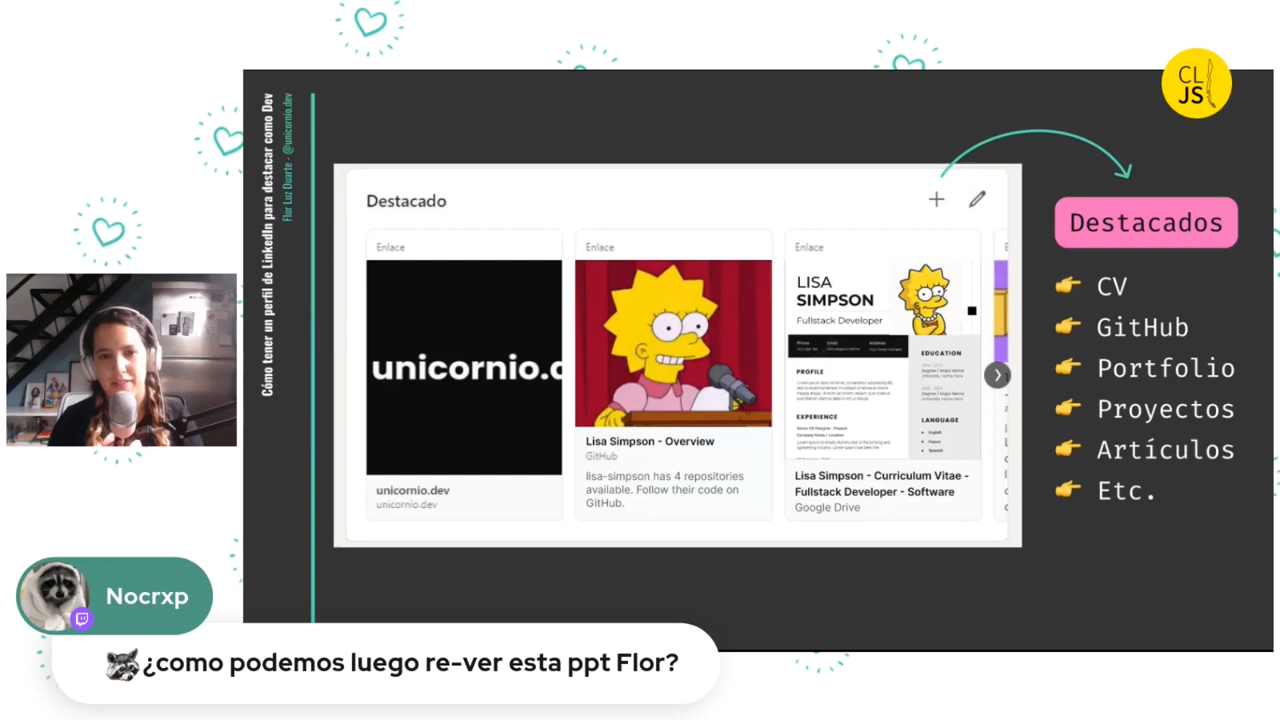 CL
JS
Cómo tener un perfil de LinkedIn para destacar como Dev
Flor Luz Duarte - @unicornio.dev
Destacado
Enlace
unicornio.d
unicornio.dev
unicornio.dev
Enlace
Lisa Simpson - Overview
GitHub
lisa-simpson has 4 repositories
available. Follow their code on
GitHub.
Enlace
LISA
SIMPSON
Fullstack Developer
PROFILE
EXPERIENCE
EDUCATION
LANGUAGE
English
French
Spanish
Lisa Simpson - Curriculum Vitae -
Fullstack Developer - Software
Google Drive
Destacados
👉 CV
👉 GitHub
👉 Portfolio
👉 Proyectos
👉 Artículos
👉 Etc.
Nocrxp
🦝¿como podemos luego re-ver esta ppt Flor?